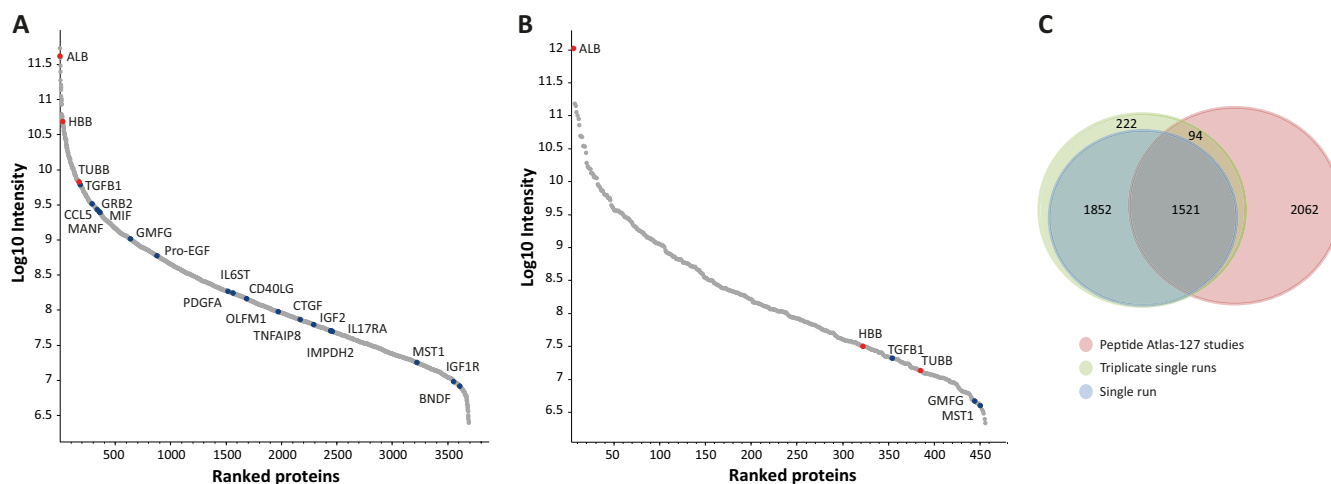 A
Log10 Intensity
11.5
11
10.5
10
9.5
9
8.5
8
7.5
7
6.5
ALB
HBB
TUBB
TGFB1
GRB2
CCL5
MIF
MANF
GMFG
Pro-EGF
IL6ST
CD40LG
PDGFA
CTGF
OLFM1
IGF2
TNFAIP8
IL17RA
IMPDH2
MST1
IGF1R
BNDF
500
1000
1500
2000
2500
3000
3500
Ranked proteins
B
Log10 Intensity
12
11
11
10
10
9.5
9
8.5
8
7.5
7
6.5
ALB
HBB
TGFB1
TUBB
GMFG
MST1
50
100
150
200
250
300
350
400
450
Ranked proteins
C
222
94
1852
1521
2062
Peptide Atlas-127 studies
Triplicate single runs
Single run